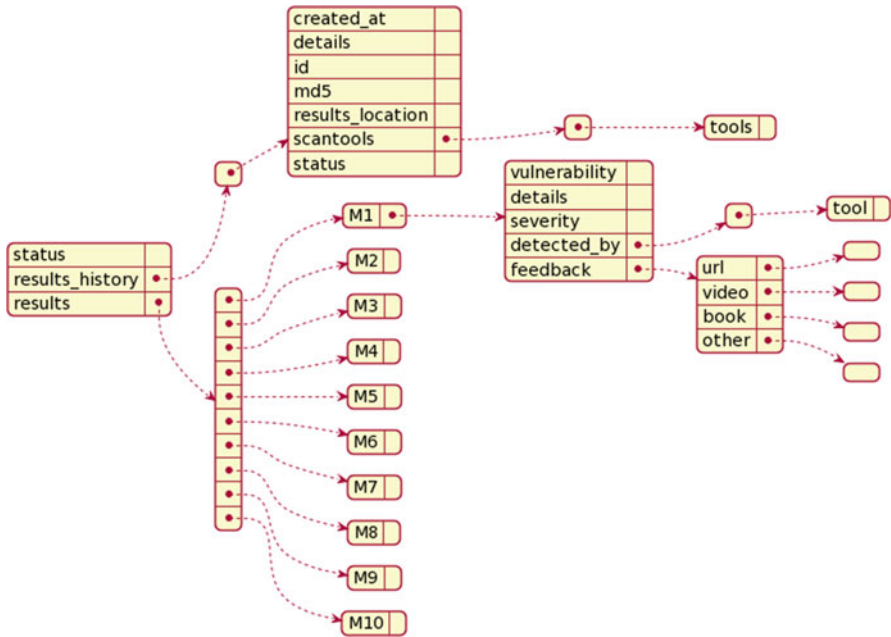 created_at
details
id
md5
results_location
scantools
status
tools
status
results_history
results
M1
M2
M3
M4
M5
M6
M7
M8
M9
M10
vulnerability
details
severity
detected_by
feedback
tool
url
video
book
other